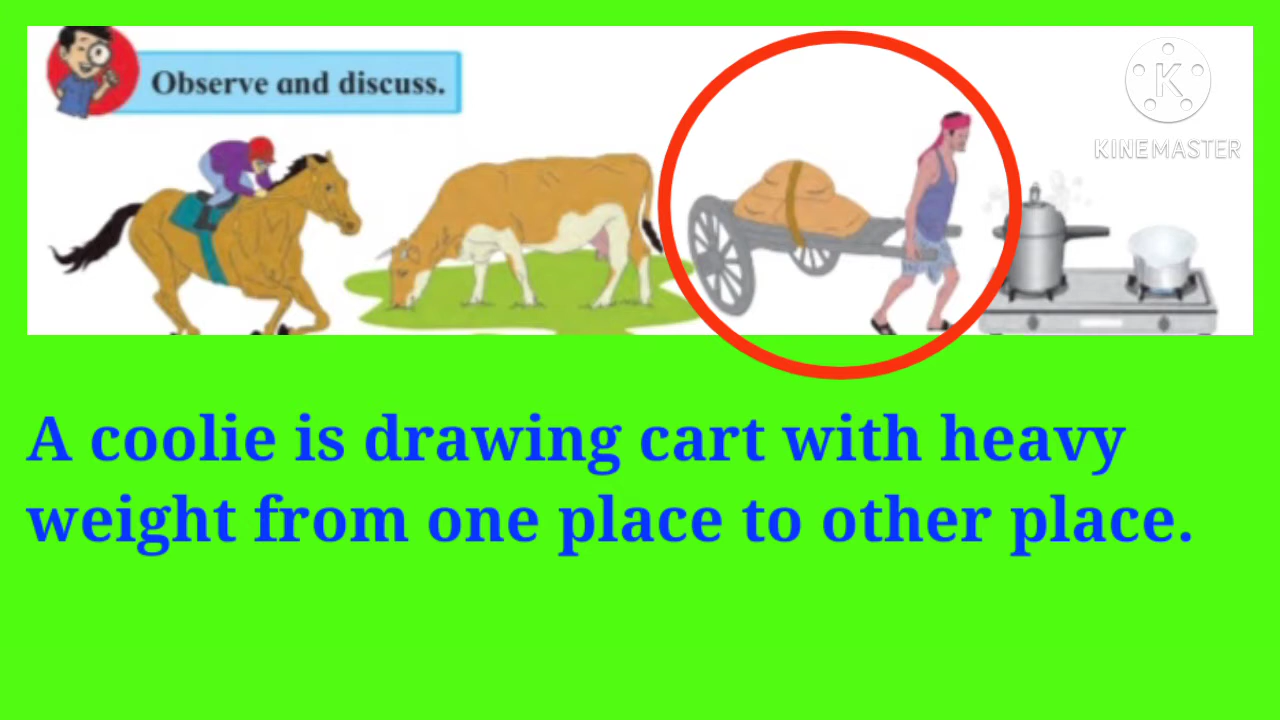 Observe and discuss.
K
KINEMASTER
A coolie is drawing cart with heavy
weight from one place to other place.